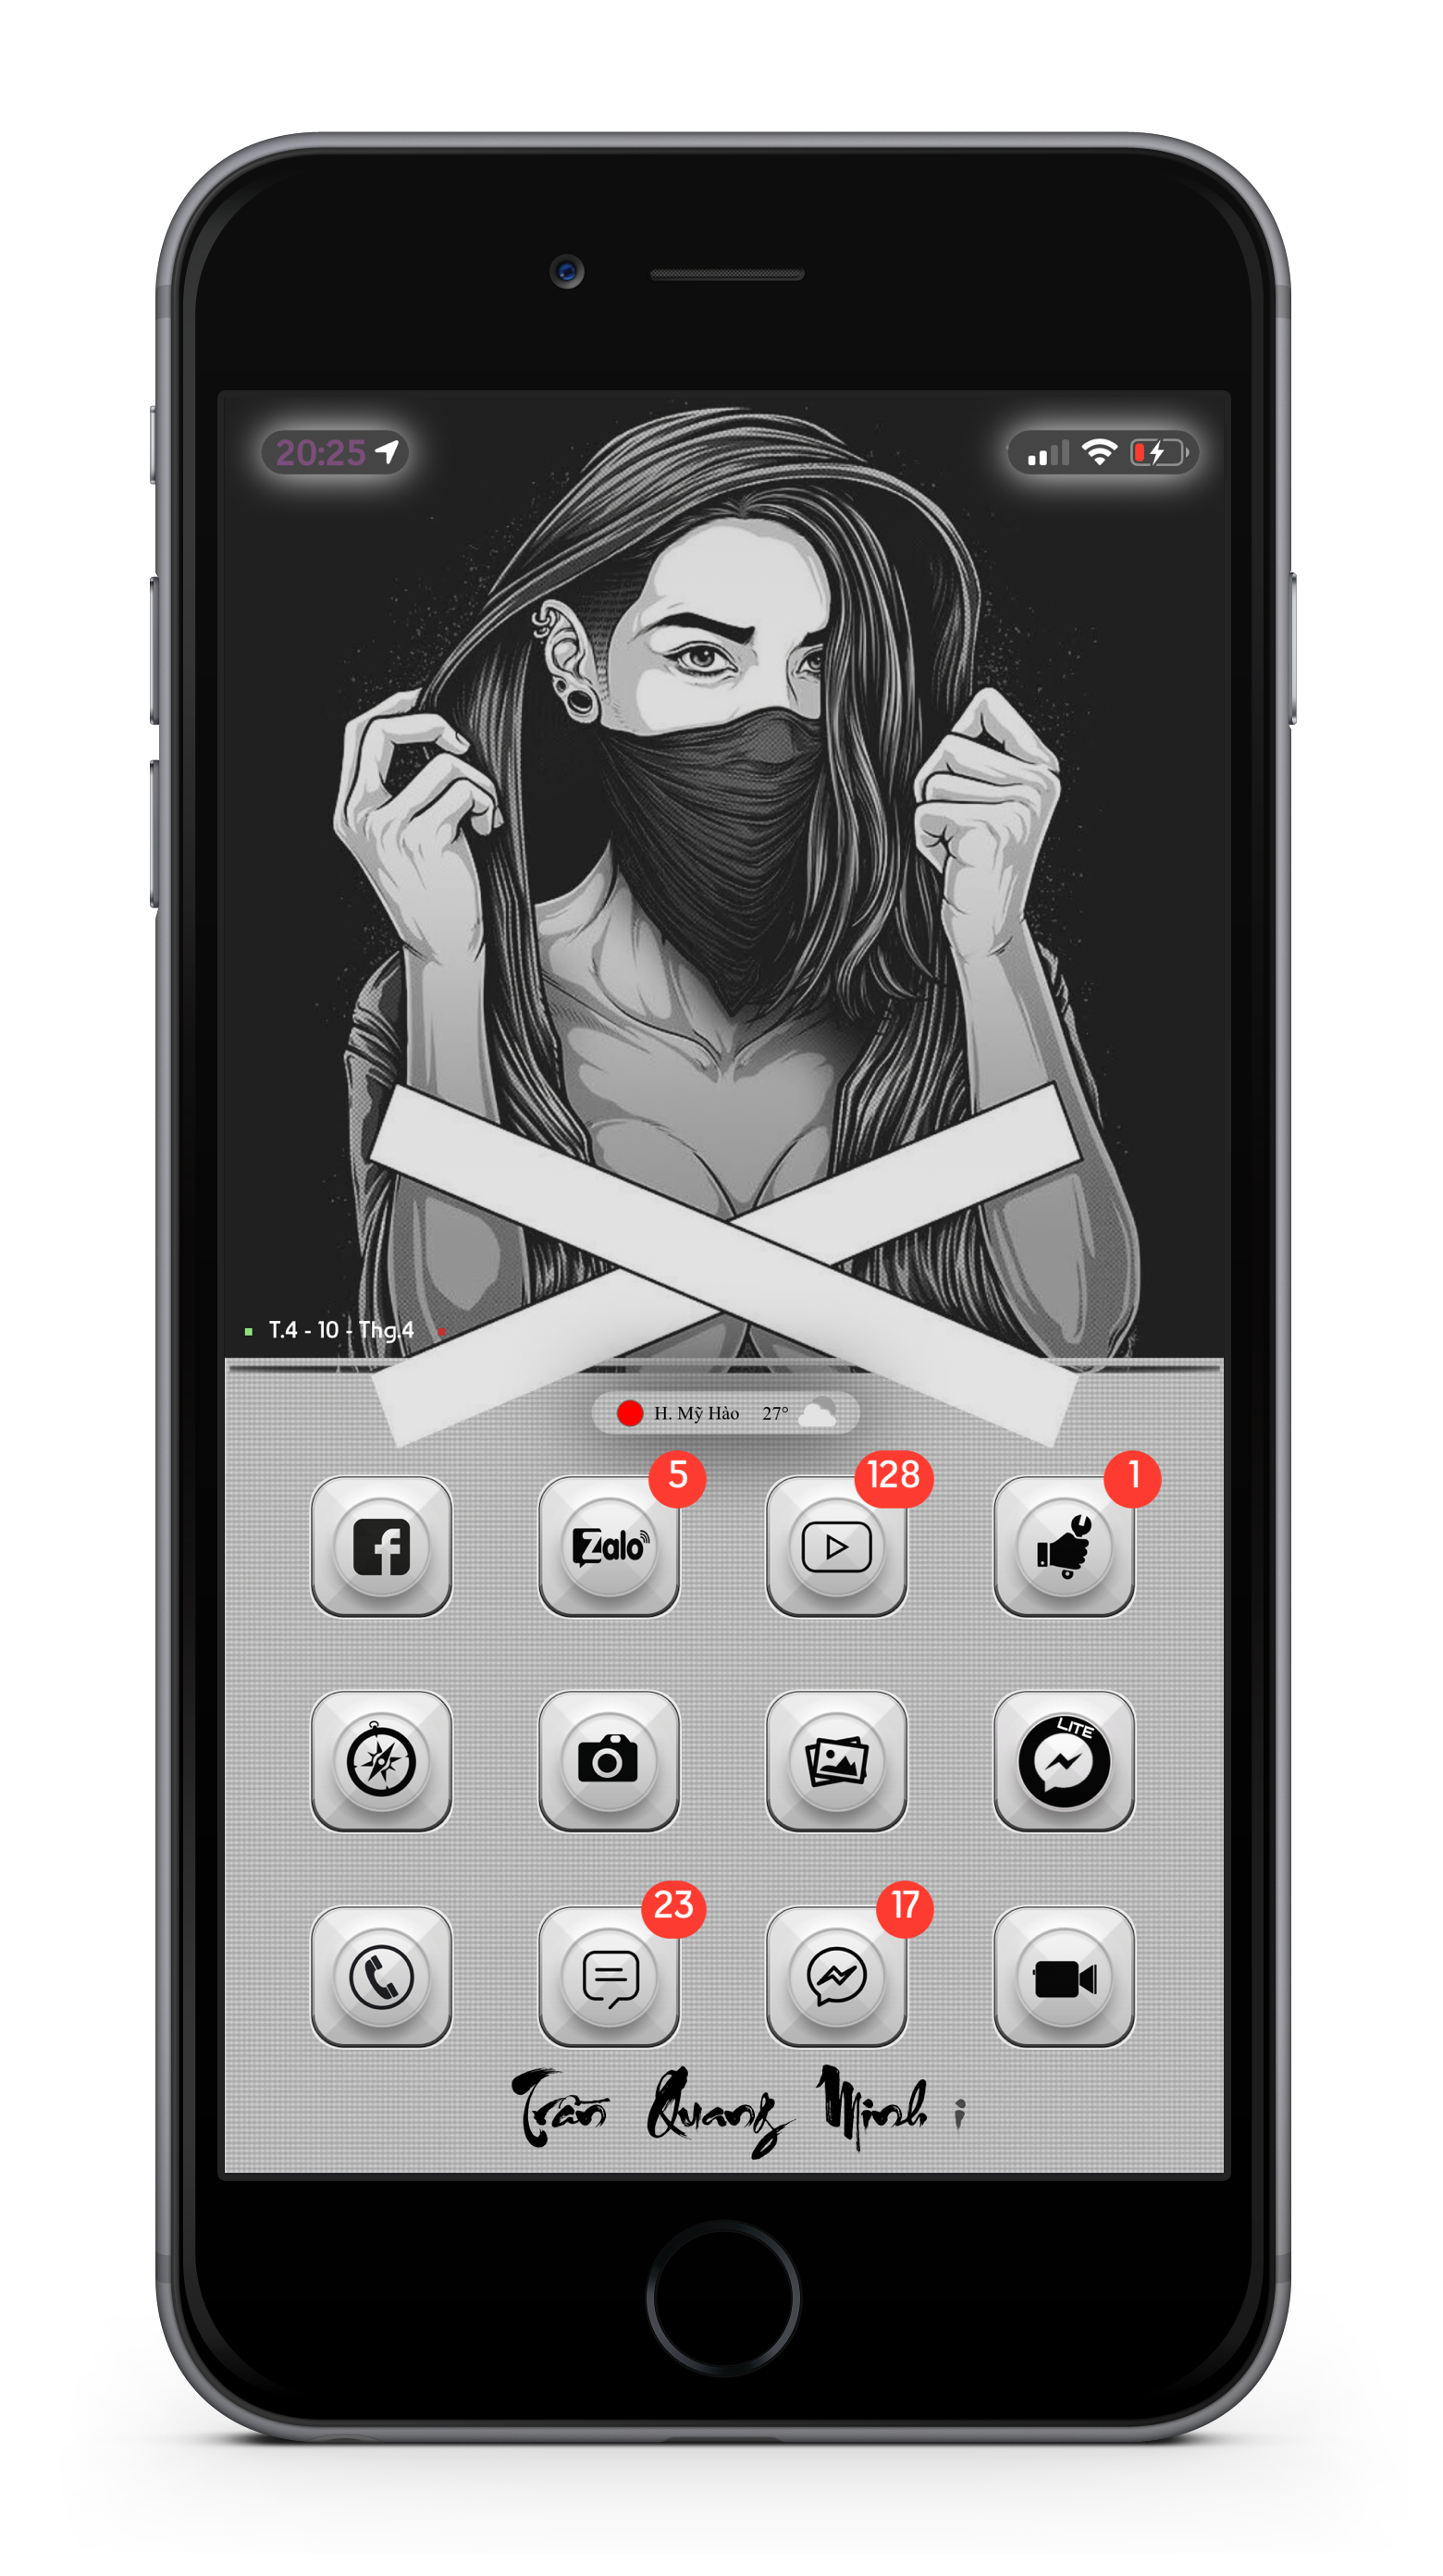 20:25
T.4 - 10 - Thg.4
H. Mỹ Hào 27°
5 128 1
Zalo
LITE
23 17
Trần Quang Minh ;